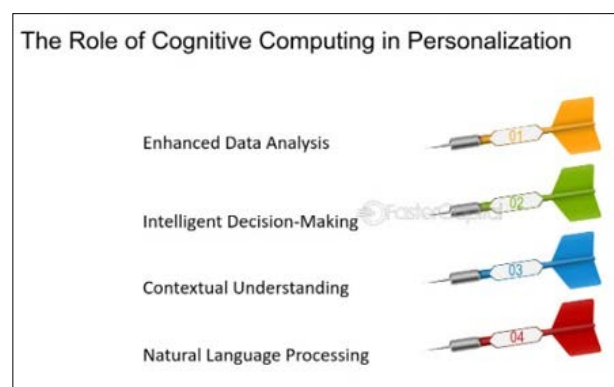 The Role of Cognitive Computing in Personalization
Enhanced Data Analysis
01
Intelligent Decision-Making
02
FasterCapital
Contextual Understanding
03
Natural Language Processing
04